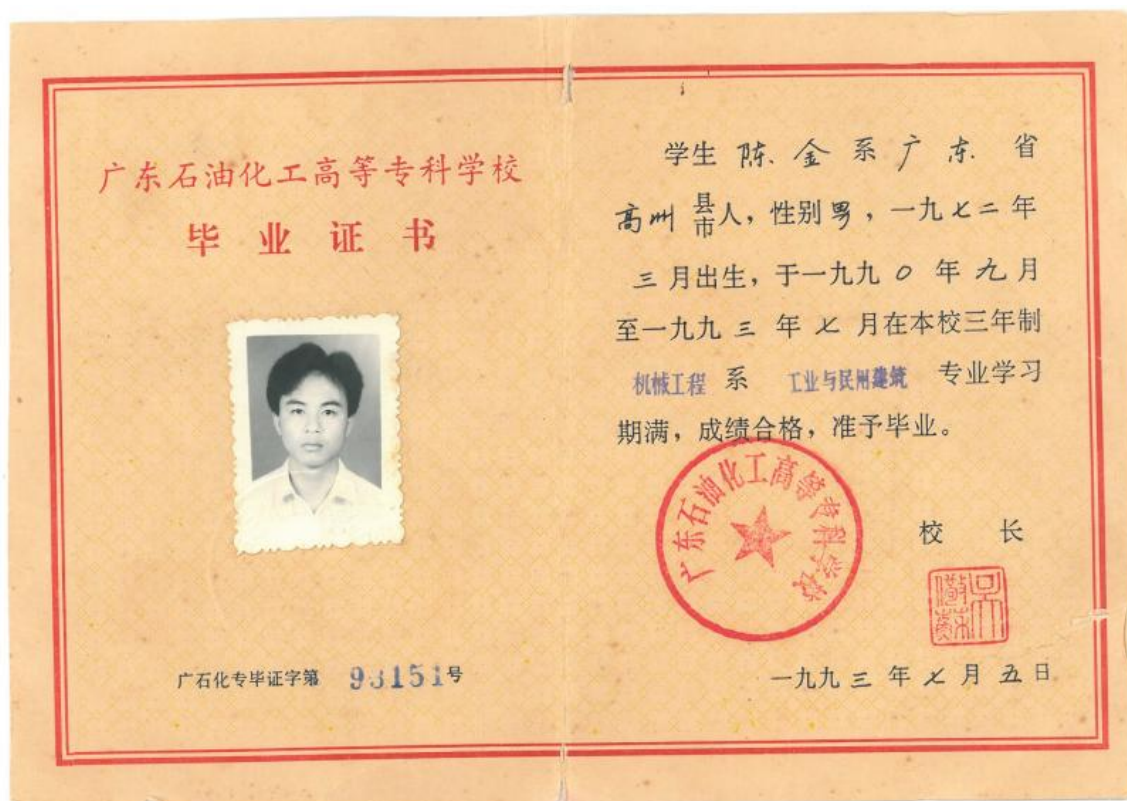 广东石油化工高等专科学校
毕业证书
广石化专毕证字第 93151号
学生 陈金 系 广东 省
高州 县市人，性别男，一九七二年
三月出生，于一九九〇年九月
至一九九三年七月在本校三年制
机械工程 系 工业与民用建筑 专业学习
期满，成绩合格，准予毕业。
广东石油化工高等专科学校
校 长
一九九三年七月五日